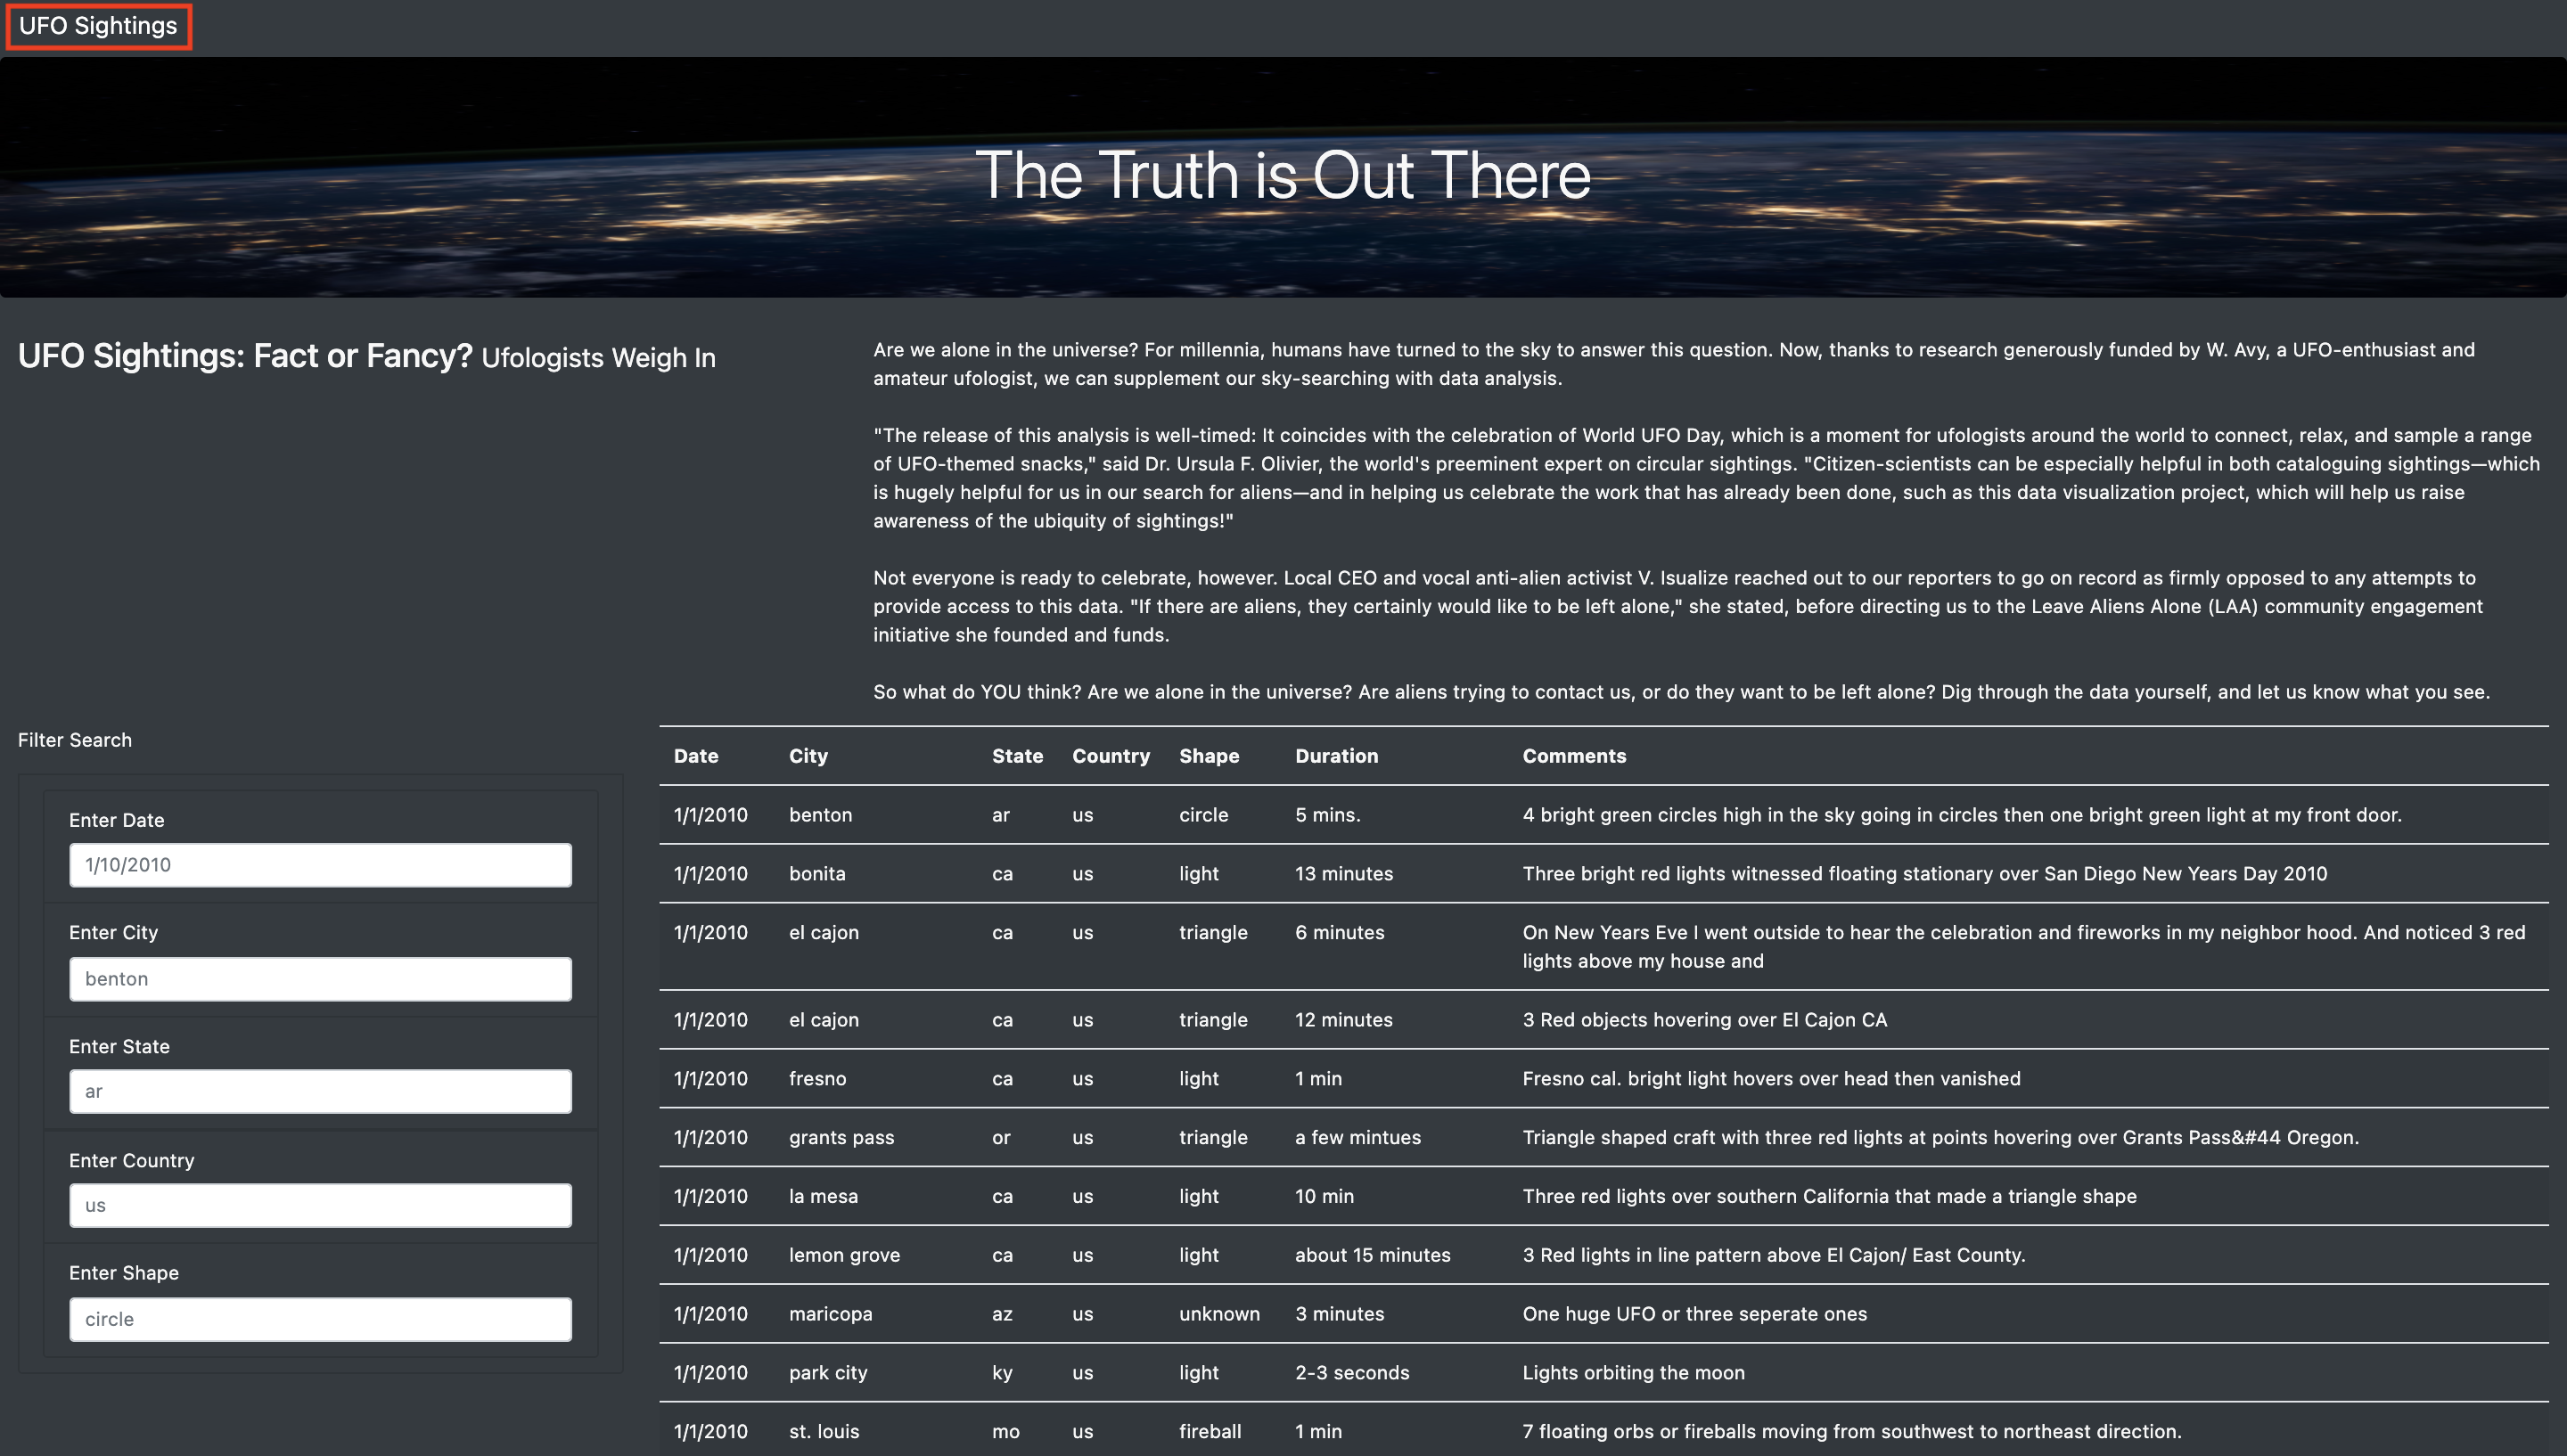 UFO Sightings
The Truth is Out There
UFO Sightings: Fact or Fancy? Ufologists Weigh In
Are we alone in the universe? For millennia, humans have turned to the sky to answer this question. Now, thanks to research generously funded by W. Avy, a UFO-enthusiast and
amateur ufologist, we can supplement our sky-searching with data analysis.
"The release of this analysis is well-timed: It coincides with the celebration of World UFO Day, which is a moment for ufologists around the world to connect, relax, and sample a range
of UFO-themed snacks," said Dr. Ursula F. Olivier, the world's preeminent expert on circular sightings. "Citizen-scientists can be especially helpful in both cataloguing sightings—which
is hugely helpful for us in our search for aliens—and in helping us celebrate the work that has already been done, such as this data visualization project, which will help us raise
awareness of the ubiquity of sightings!"
Not everyone is ready to celebrate, however. Local CEO and vocal anti-alien activist V. Isualize reached out to our reporters to go on record as firmly opposed to any attempts to
provide access to this data. "If there are aliens, they certainly would like to be left alone," she stated, before directing us to the Leave Aliens Alone (LAA) community engagement
initiative she founded and funds.
So what do YOU think? Are we alone in the universe? Are aliens trying to contact us, or do they want to be left alone? Dig through the data yourself, and let us know what you see.
Filter Search
Enter Date
1/10/2010
Enter City
benton
Enter State
ar
Enter Country
us
Enter Shape
circle
Date City State Country Shape Duration Comments
1/1/2010 benton ar us circle 5 mins. 4 bright green circles high in the sky going in circles then one bright green light at my front door.
1/1/2010 bonita ca us light 13 minutes Three bright red lights witnessed floating stationary over San Diego New Years Day 2010
1/1/2010 el cajon ca us triangle 6 minutes On New Years Eve I went outside to hear the celebration and fireworks in my neighbor hood. And noticed 3 red
lights above my house and
1/1/2010 el cajon ca us triangle 12 minutes 3 Red objects hovering over El Cajon CA
1/1/2010 fresno ca us light 1 min Fresno cal. bright light hovers over head then vanished
1/1/2010 grants pass or us triangle a few mintues Triangle shaped craft with three red lights at points hovering over Grants Pass&#44 Oregon.
1/1/2010 la mesa ca us light 10 min Three red lights over southern California that made a triangle shape
1/1/2010 lemon grove ca us light about 15 minutes 3 Red lights in line pattern above El Cajon/ East County.
1/1/2010 maricopa az us unknown 3 minutes One huge UFO or three seperate ones
1/1/2010 park city ky us light 2-3 seconds Lights orbiting the moon
1/1/2010 st. louis mo us fireball 1 min 7 floating orbs or fireballs moving from southwest to northeast direction.